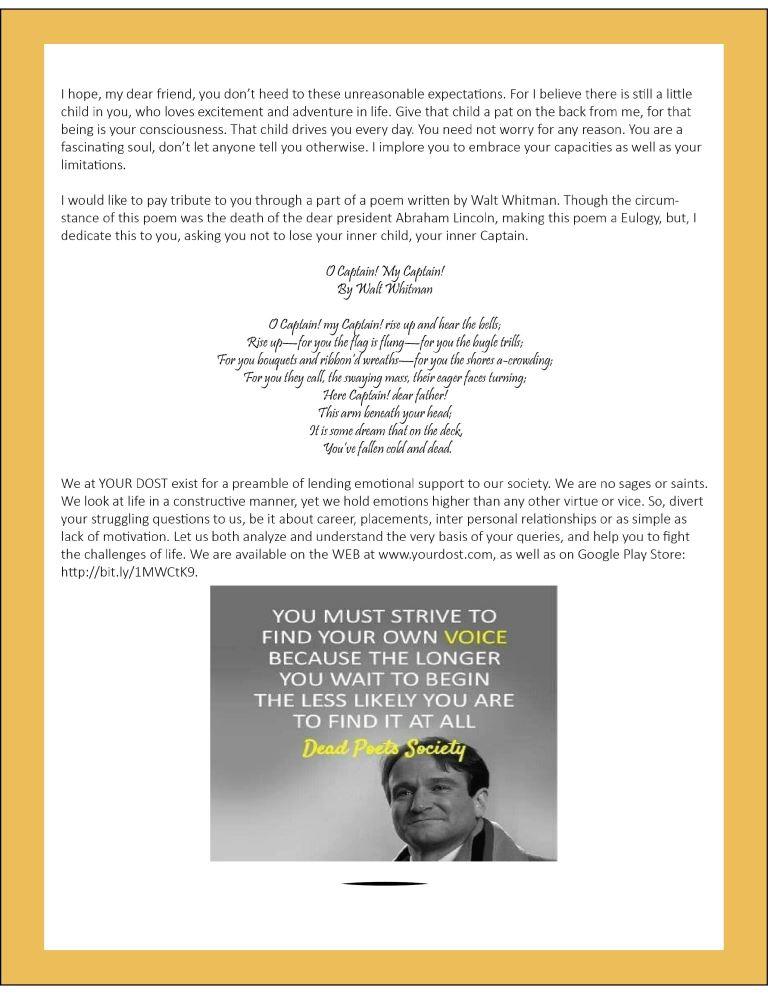 I hope, my dear friend, you don't heed to these unreasonable expectations. For I believe there is still a little
child in you, who loves excitement and adventure in life. Give that child a pat on the back from me, for that
being is your consciousness. That child drives you every day. You need not worry for any reason. You are a
fascinating soul, don't let anyone tell you otherwise. I implore you to embrace your capacities as well as your
limitations.
I would like to pay tribute to you through a part of a poem written by Walt Whitman. Though the circum-
stance of this poem was the death of the dear president Abraham Lincoln, making this poem a Eulogy, but, I
dedicate this to you, asking you not to lose your inner child, your inner Captain.
O Captain! My Captain!
By Walt Whitman
O Captain! my Captain! rise up and hear the bells;
Rise up—for you the flag is flung—for you the bugle trills;
For you bouquets and ribbon'd wreaths—for you the shores a-crowding;
For you they call, the swaying mass, their eager faces turning;
Here Captain! dear father!
This arm beneath your head;
It is some dream that on the deck,
You've fallen cold and dead.
We at YOUR DOST exist for a preamble of lending emotional support to our society. We are no sages or saints.
We look at life in a constructive manner, yet we hold emotions higher than any other virtue or vice. So, divert
your struggling questions to us, be it about career, placements, inter personal relationships or as simple as
lack of motivation. Let us both analyze and understand the very basis of your queries, and help you to fight
the challenges of life. We are available on the WEB at www.yourdost.com, as well as on Google Play Store:
http://bit.ly/1MWCtK9.
YOU MUST STRIVE TO
FIND YOUR OWN VOICE
BECAUSE THE LONGER
YOU WAIT TO BEGIN
THE LESS LIKELY YOU ARE
TO FIND IT AT ALL
Dead Poets Society